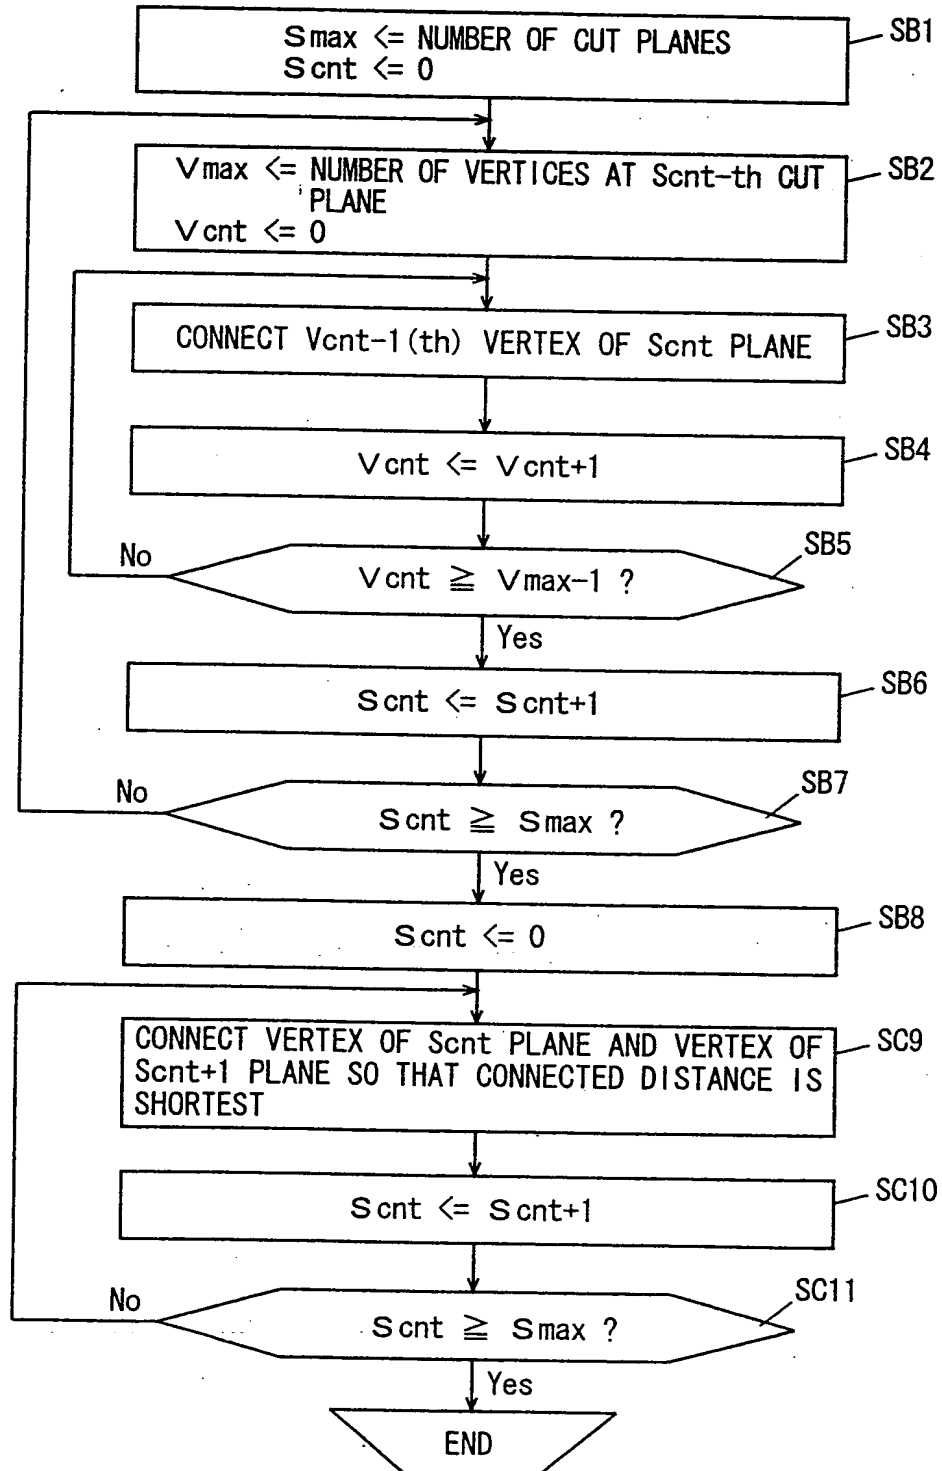 Smax <= NUMBER OF CUT PLANES
Scnt <= 0
SB1
Vmax <= NUMBER OF VERTICES AT Scnt-th CUT
PLANE
Vcnt <= 0
SB2
CONNECT Vcnt-1(th) VERTEX OF Scnt PLANE
SB3
Vcnt <= Vcnt+1
SB4
Vcnt ≧ Vmax-1 ?
SB5
No
Yes
Scnt <= Scnt+1
SB6
Scnt ≧ Smax ?
SB7
No
Yes
Scnt <= 0
SB8
CONNECT VERTEX OF Scnt PLANE AND VERTEX OF
Scnt+1 PLANE SO THAT CONNECTED DISTANCE IS
SHORTEST
SC9
Scnt <= Scnt+1
SC10
Scnt ≧ Smax ?
SC11
No
Yes
END